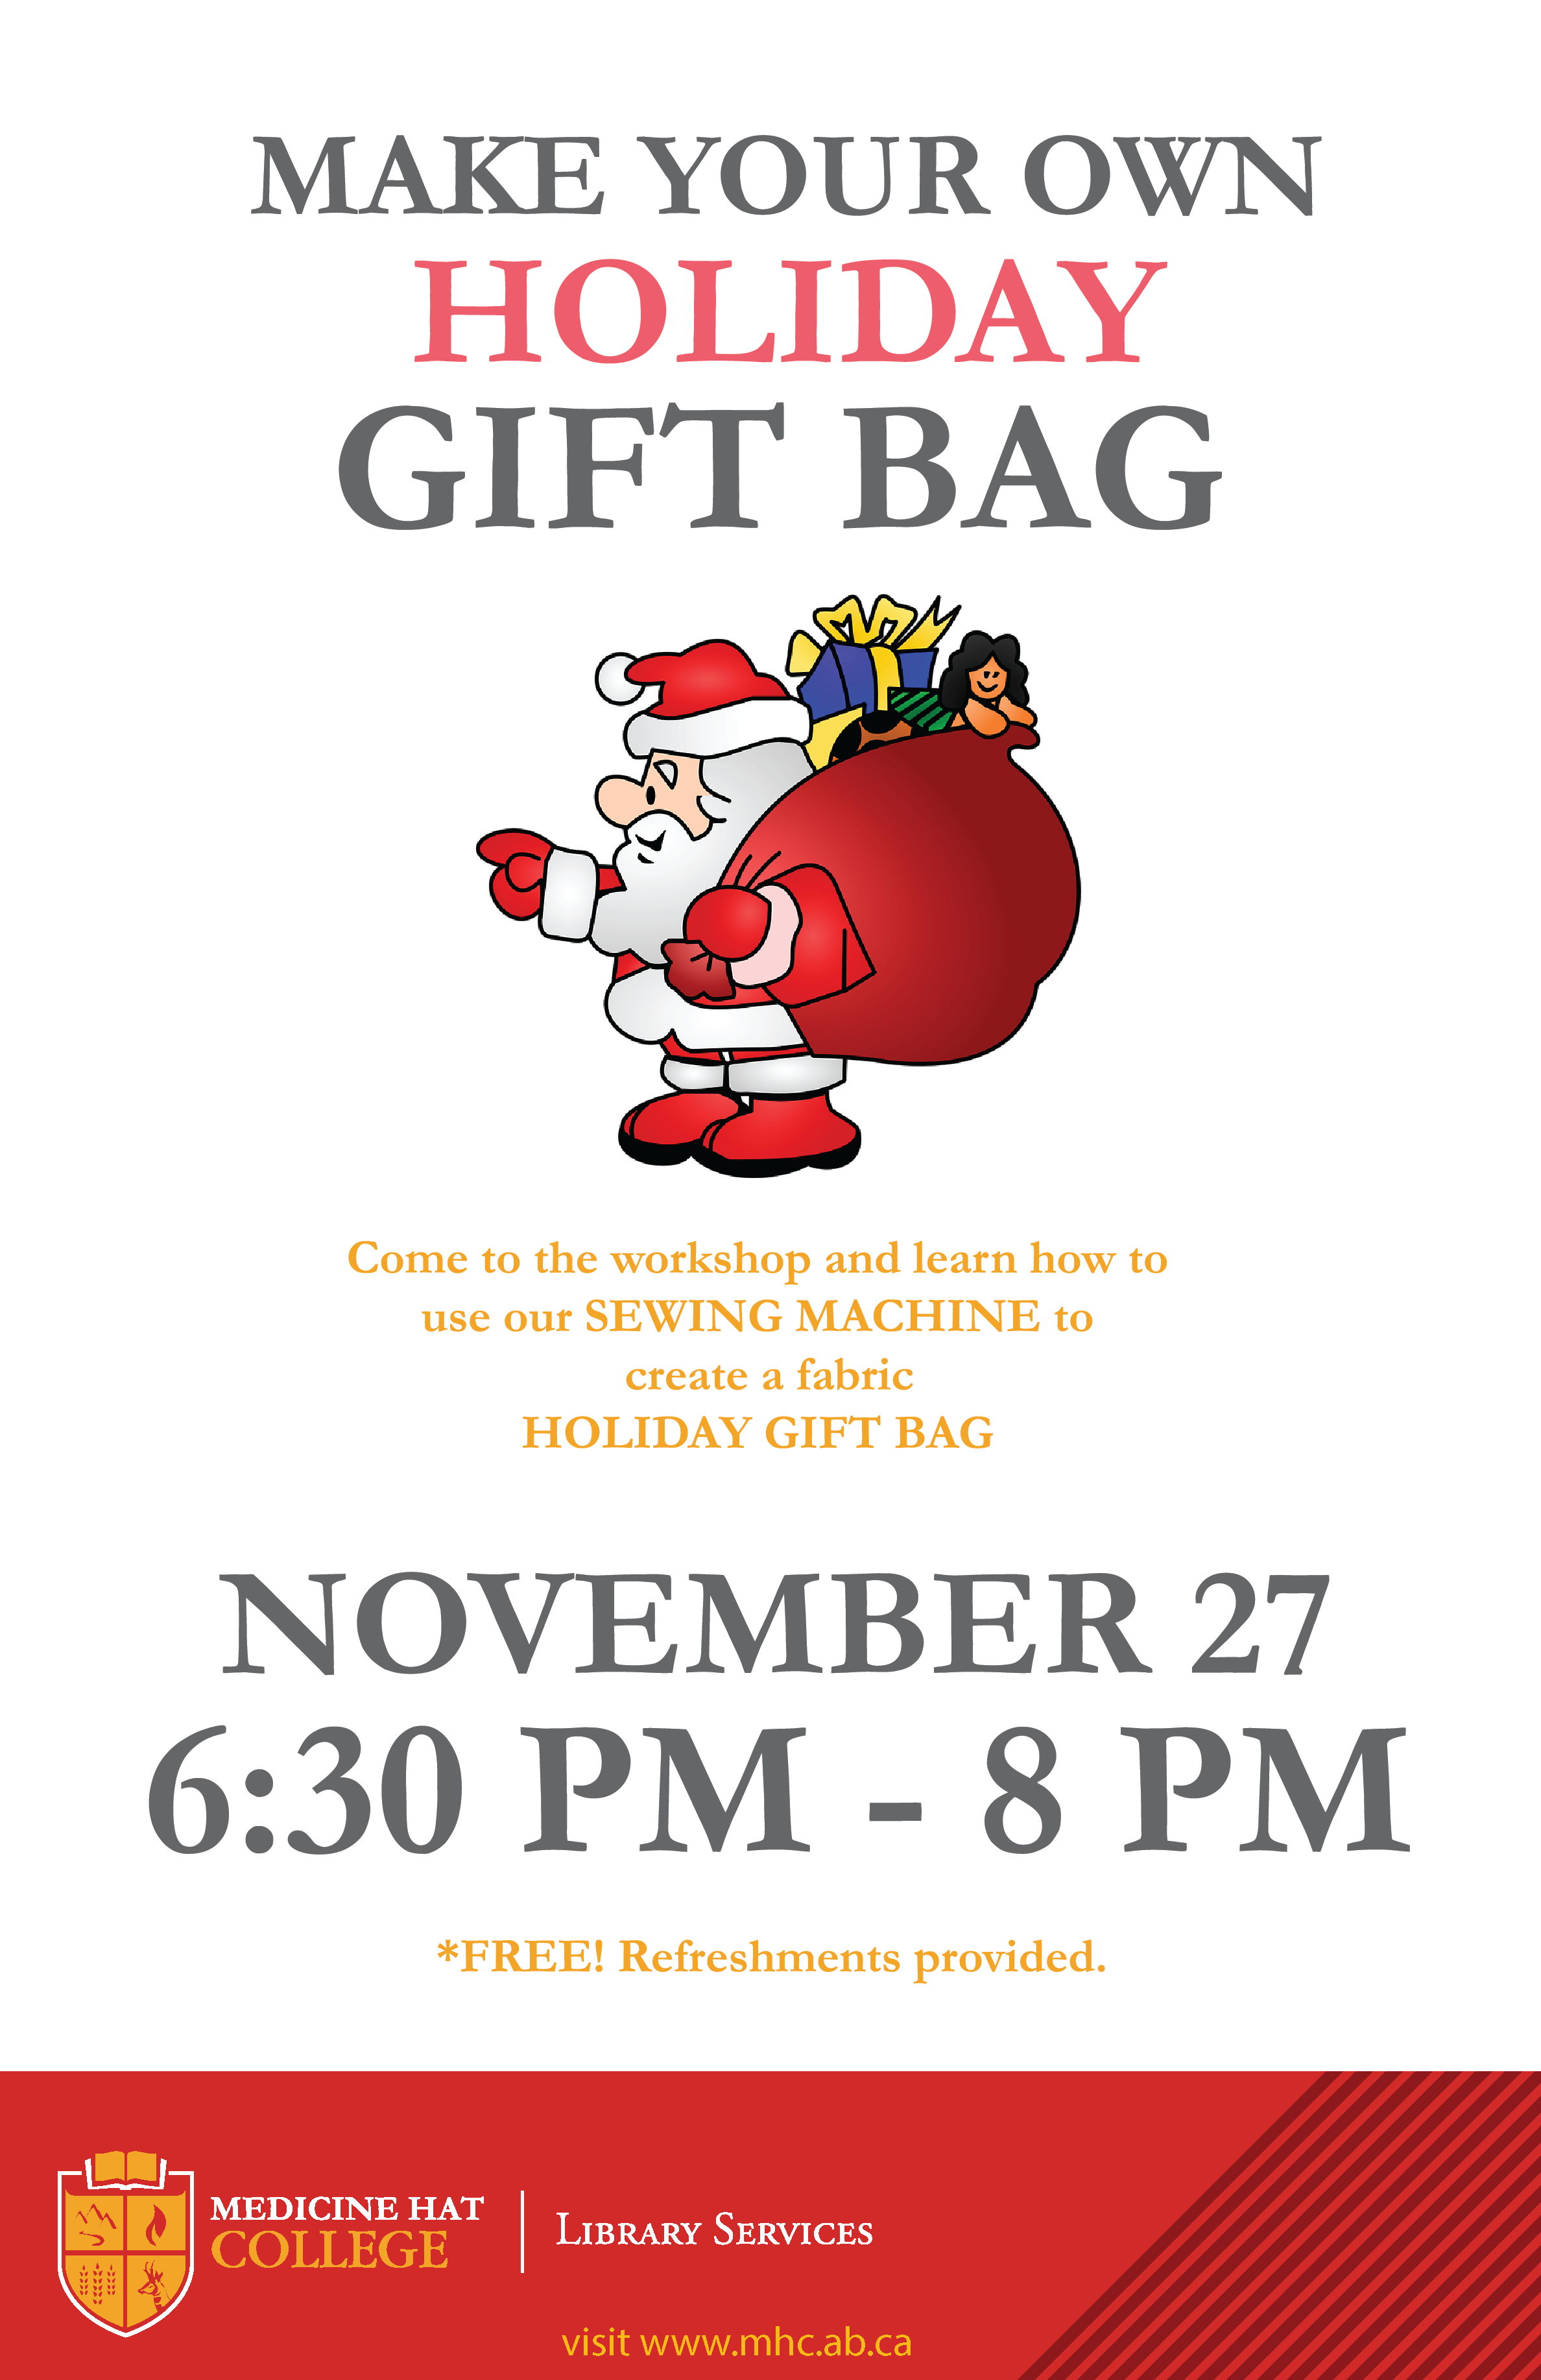 MAKE YOUR OWN
HOLIDAY
GIFT BAG
Come to the workshop and learn how to
use our SEWING MACHINE to
create a fabric
HOLIDAY GIFT BAG
NOVEMBER 27
6:30 PM - 8 PM
*FREE! Refreshments provided.
MEDICINE HAT
COLLEGE
LIBRARY SERVICES
visit www.mhc.ab.ca